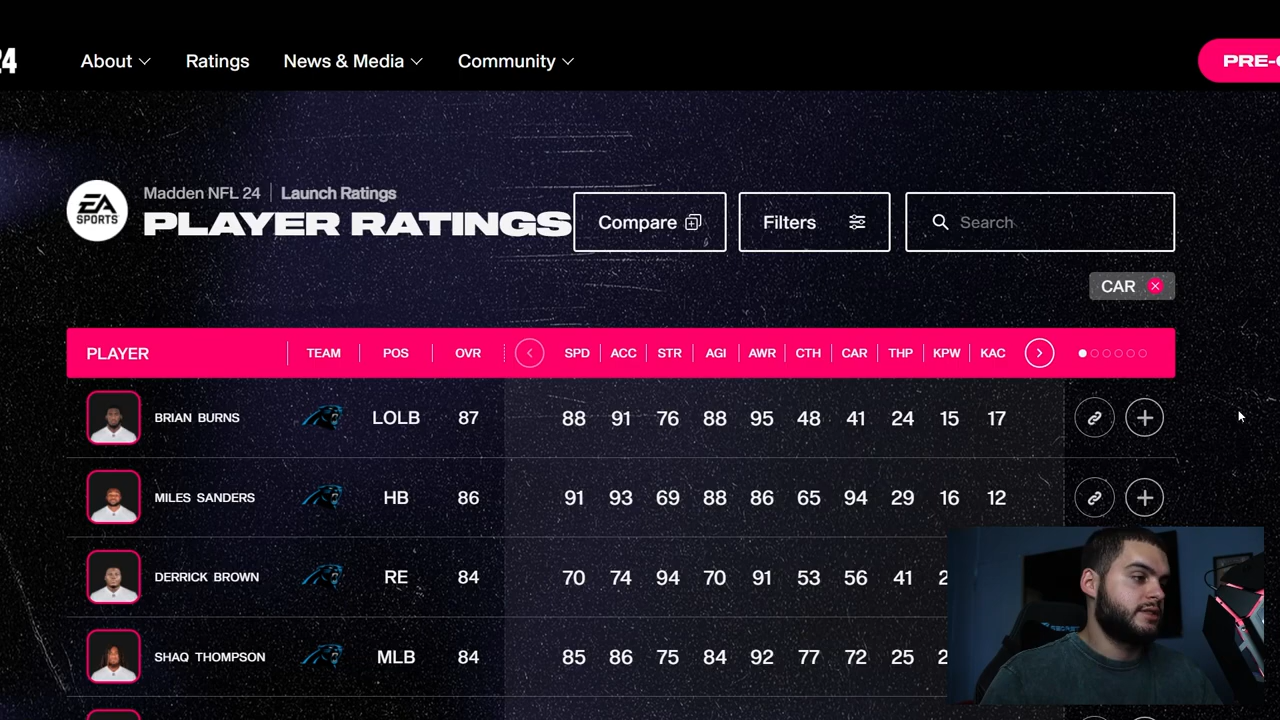 24 About Ratings News & Media Community PRE-
EA SPORTS
Madden NFL 24 Launch Ratings
PLAYER RATINGS
Compare Filters Search
CAR
PLAYER TEAM POS OVR SPD ACC STR AGI AWR CTH CAR THP KPW KAC
BRIAN BURNS LOLB 87 88 91 76 88 95 48 41 24 15 17
MILES SANDERS HB 86 91 93 69 88 86 65 94 29 16 12
DERRICK BROWN RE 84 70 74 94 70 91 53 56 41 2
SHAQ THOMPSON MLB 84 85 86 75 84 92 77 72 25 2